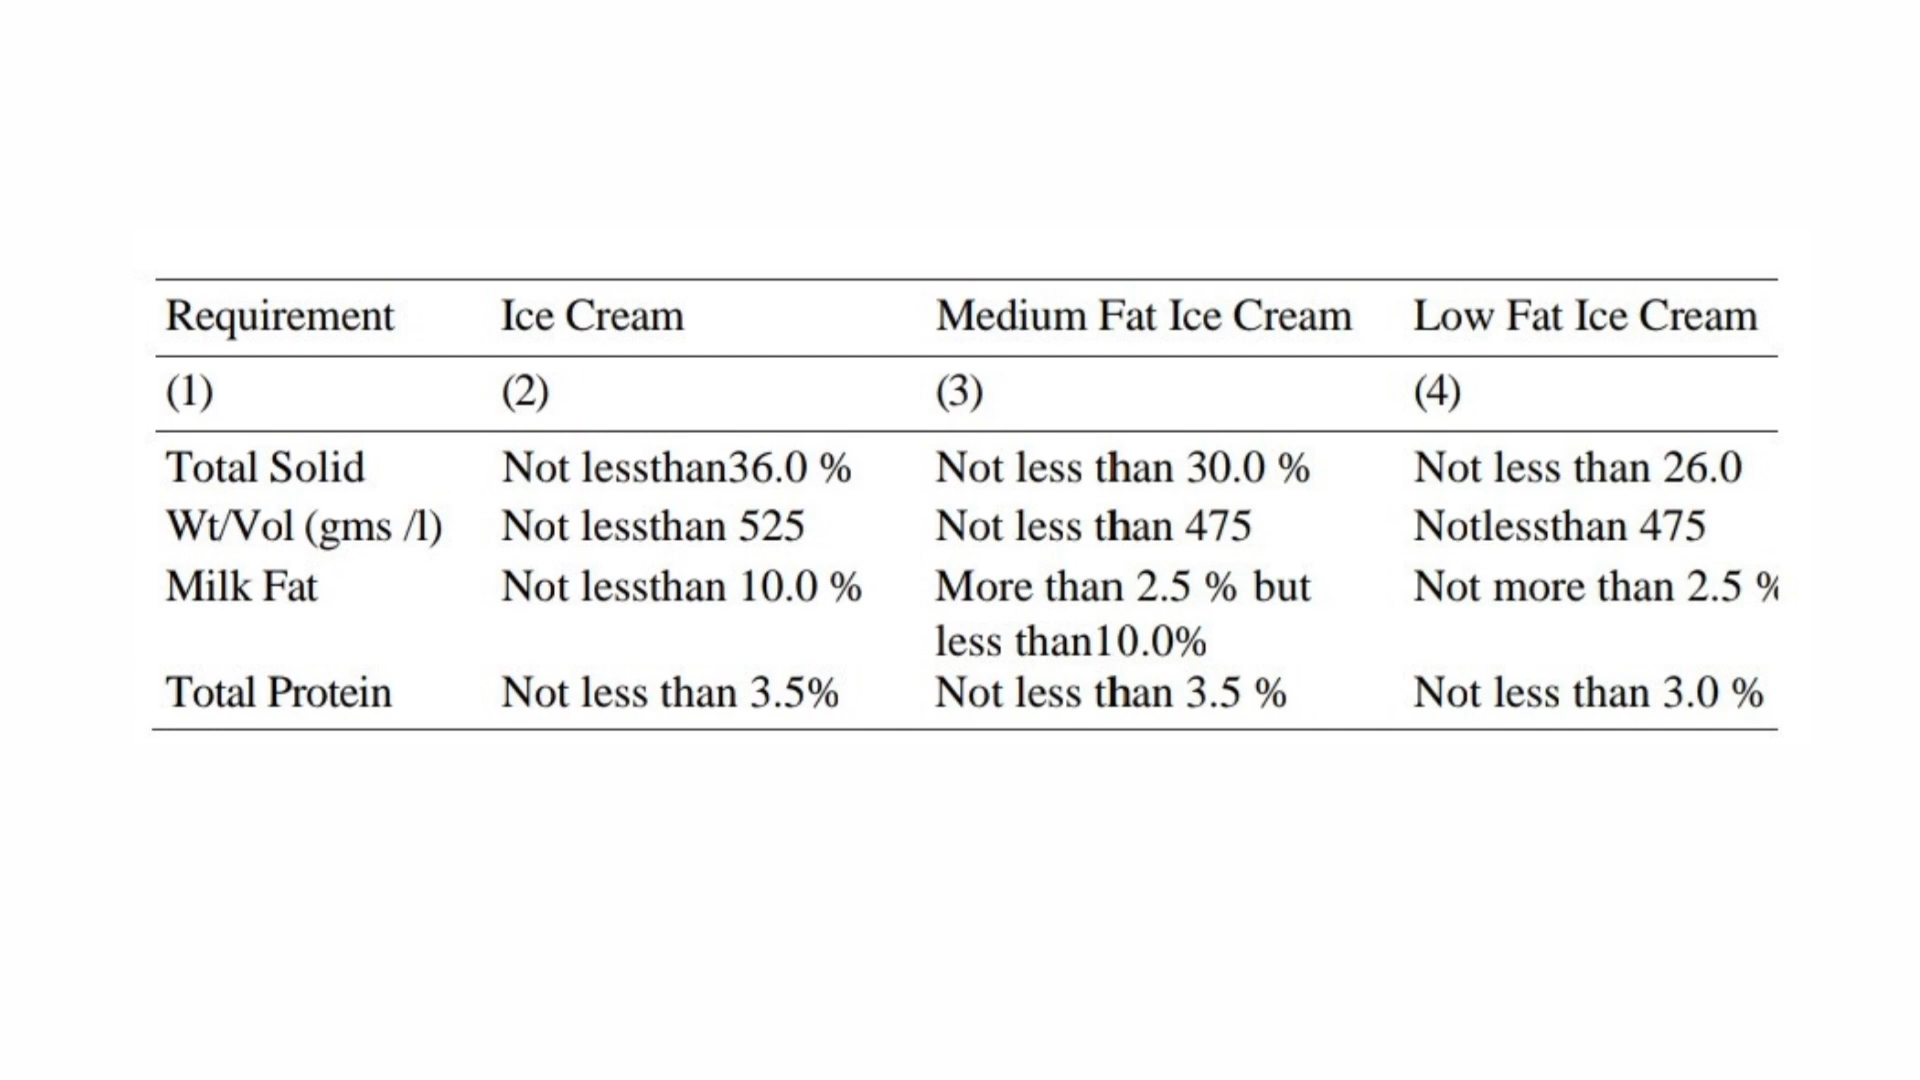 Requirement Ice Cream Medium Fat Ice Cream Low Fat Ice Cream
(1) (2) (3) (4)
Total Solid Not lessthan36.0 % Not less than 30.0 % Not less than 26.0
Wt/Vol (gms /l) Not lessthan 525 Not less than 475 Notlessthan 475
Milk Fat Not lessthan 10.0 % More than 2.5 % but Not more than 2.5 %
less than10.0%
Total Protein Not less than 3.5% Not less than 3.5 % Not less than 3.0 %